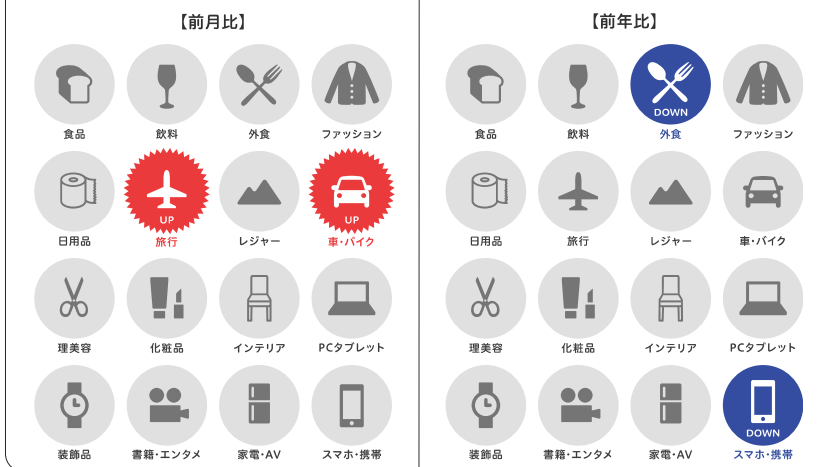 【前月比】
食品 飲料 外食 ファッション
UP UP
日用品 旅行 レジャー 車・バイク
理美容 化粧品 インテリア PCタブレット
装飾品 書籍・エンタメ 家電・AV スマホ・携帯
【前年比】
DOWN
食品 飲料 外食 ファッション
日用品 旅行 レジャー 車・バイク
理美容 化粧品 インテリア PCタブレット
DOWN
装飾品 書籍・エンタメ 家電・AV スマホ・携帯